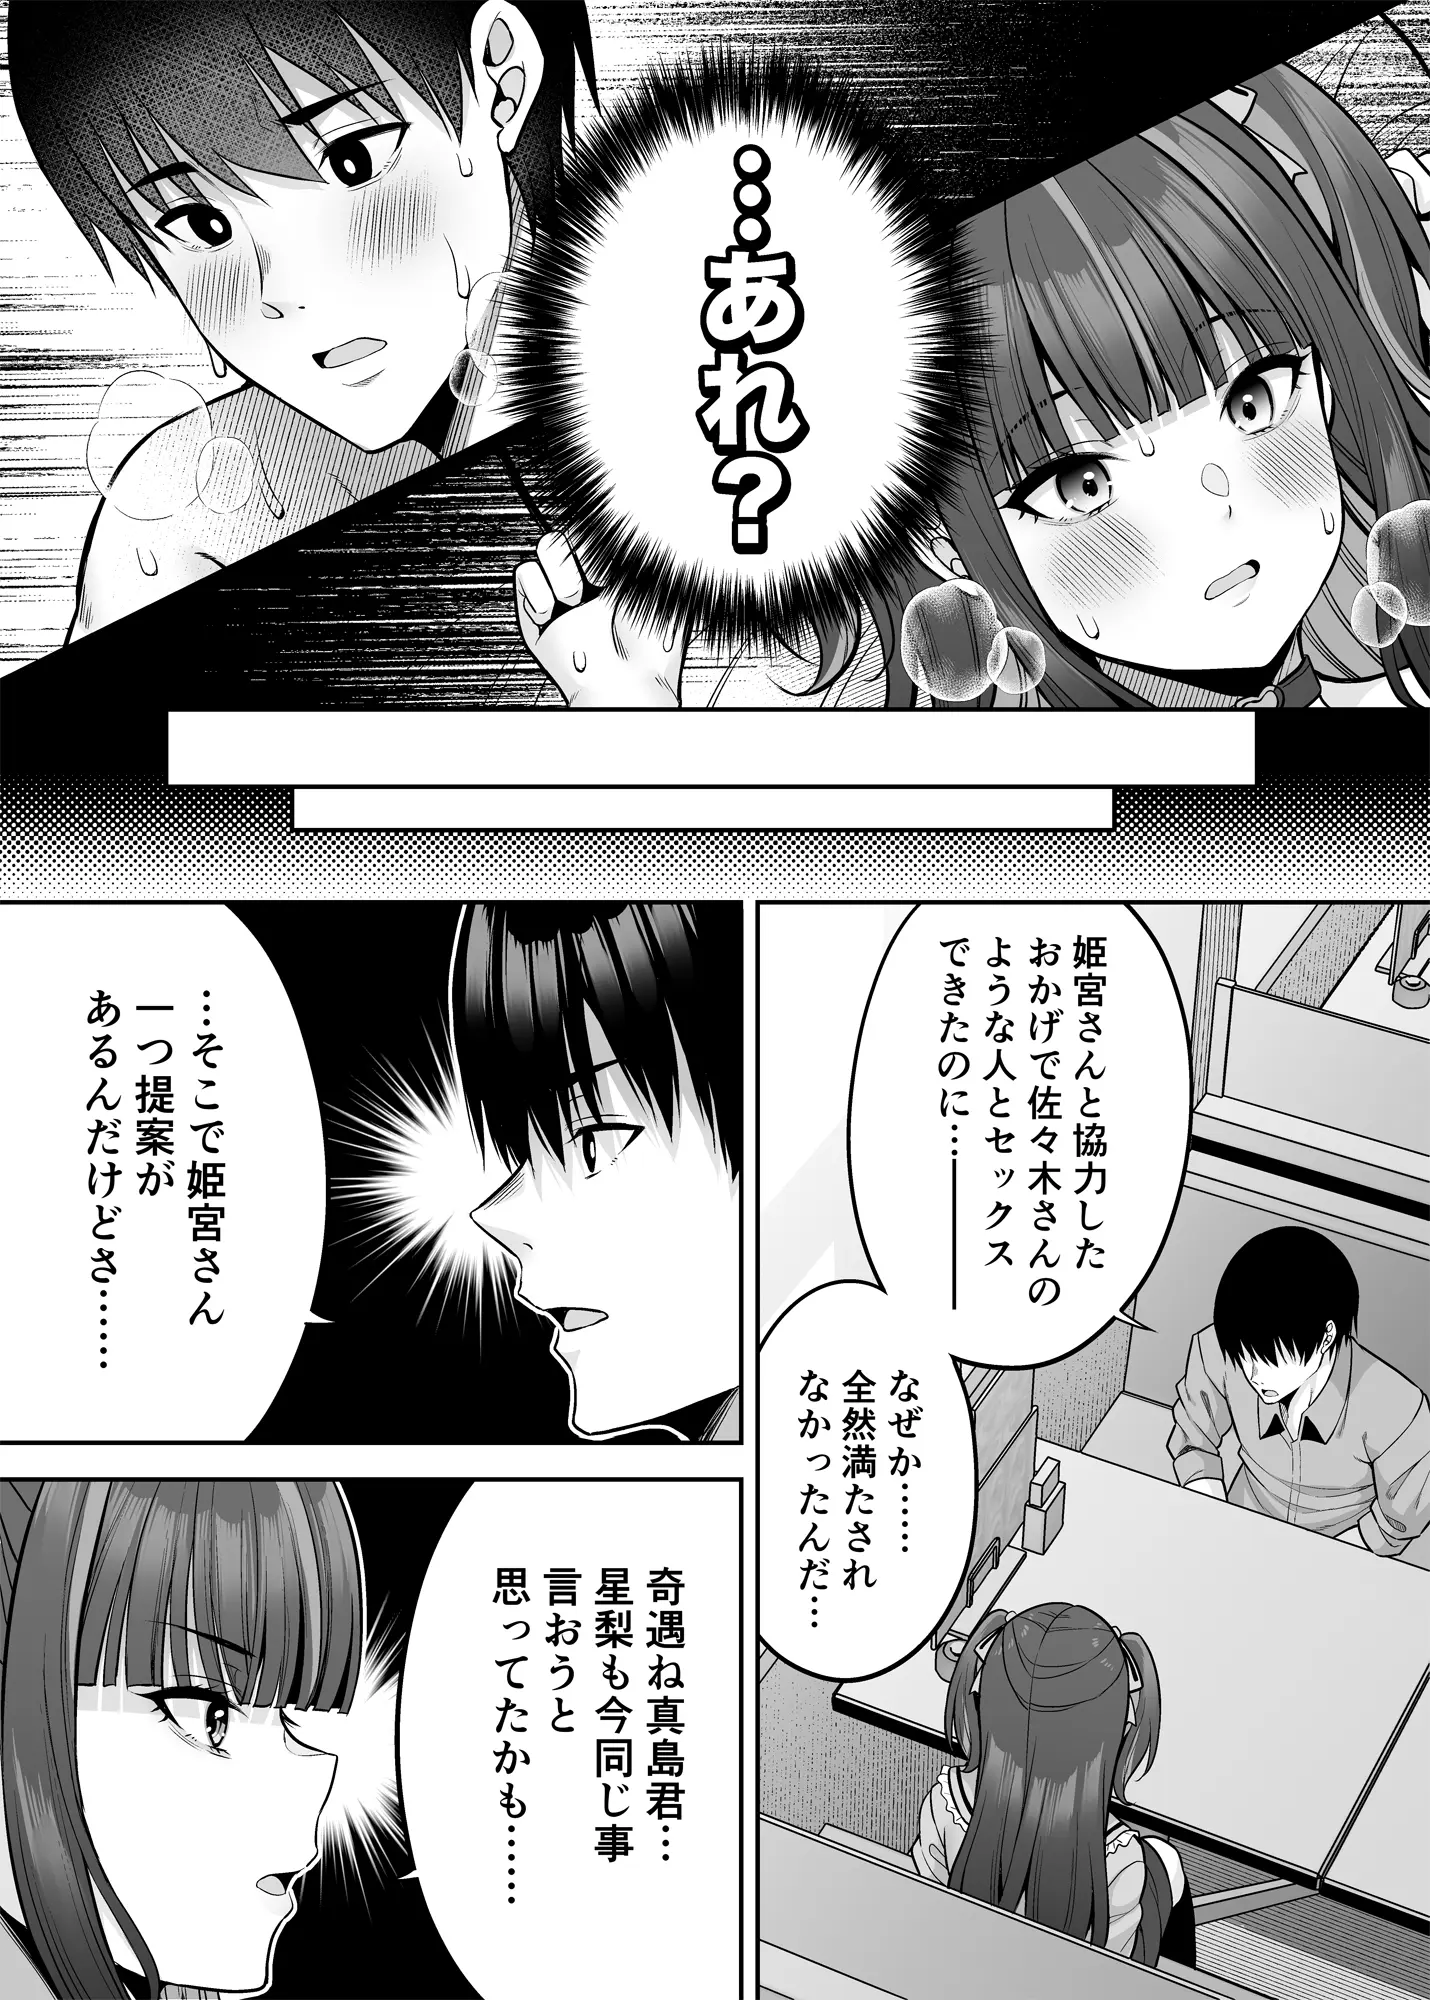 …あれ?
姫宮さんと協力した
おかげで佐々木さんの
ような人とセックス
できたのに…――
なぜか……
全然満たされ
なかったんだ…
…そこで姫宮さん
一つ提案が
あるんだけどさ……
奇遇ね真島君…
星梨も今同じ事
言おうと
思ってたかも……